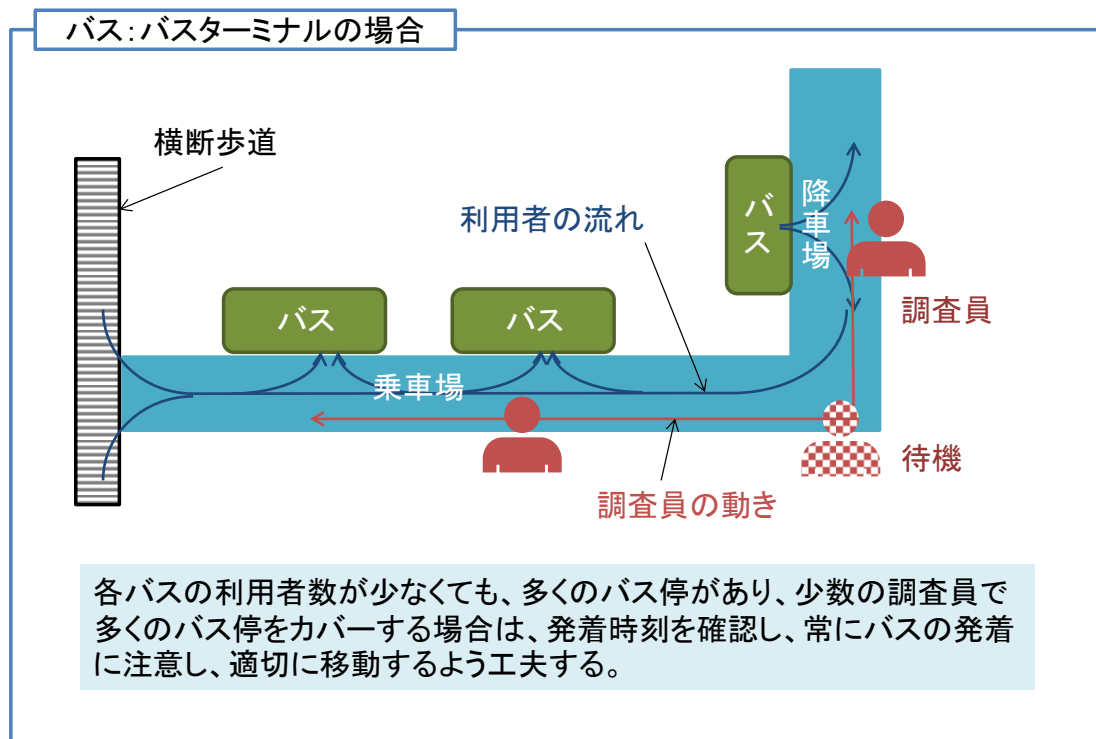 バス:バスターミナルの場合
横断歩道
利用者の流れ
バス
降車場
調査員
バス
バス
乗車場
待機
調査員の動き
各バスの利用者数が少なくても、多くのバス停があり、少数の調査員で
多くのバス停をカバーする場合は、発着時刻を確認し、常にバスの発着
に注意し、適切に移動するよう工夫する。